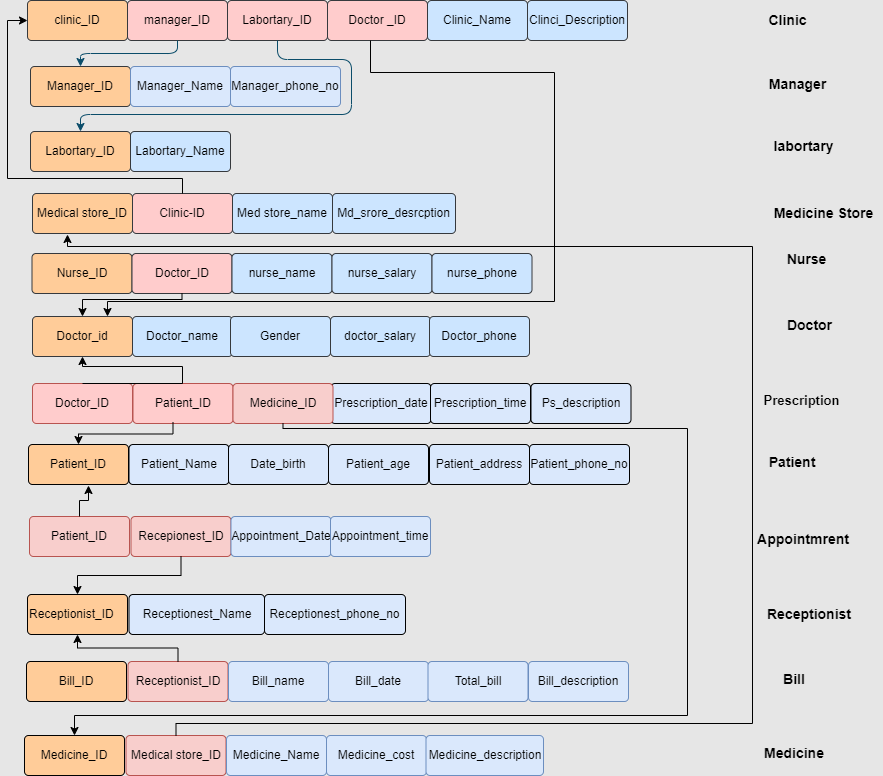 clinic_ID manager_ID Labortary_ID Doctor _ID Clinic_Name Clinci_Description Clinic
Manager_ID Manager_Name Manager_phone_no Manager
Labortary_ID Labortary_Name labortary
Medical store_ID Clinic-ID Med store_name Md_srore_desrcption Medicine Store
Nurse_ID Doctor_ID nurse_name nurse_salary nurse_phone Nurse
Doctor_id Doctor_name Gender doctor_salary Doctor_phone Doctor
Doctor_ID Patient_ID Medicine_ID Prescription_date Prescription_time Ps_description Prescription
Patient_ID Patient_Name Date_birth Patient_age Patient_address Patient_phone_no Patient
Patient_ID Recepionest_ID Appointment_Date Appointment_time Appointmrent
Receptionist_ID Receptionest_Name Receptionest_phone_no Receptionist
Bill_ID Receptionist_ID Bill_name Bill_date Total_bill Bill_description Bill
Medicine_ID Medical store_ID Medicine_Name Medicine_cost Medicine_description Medicine